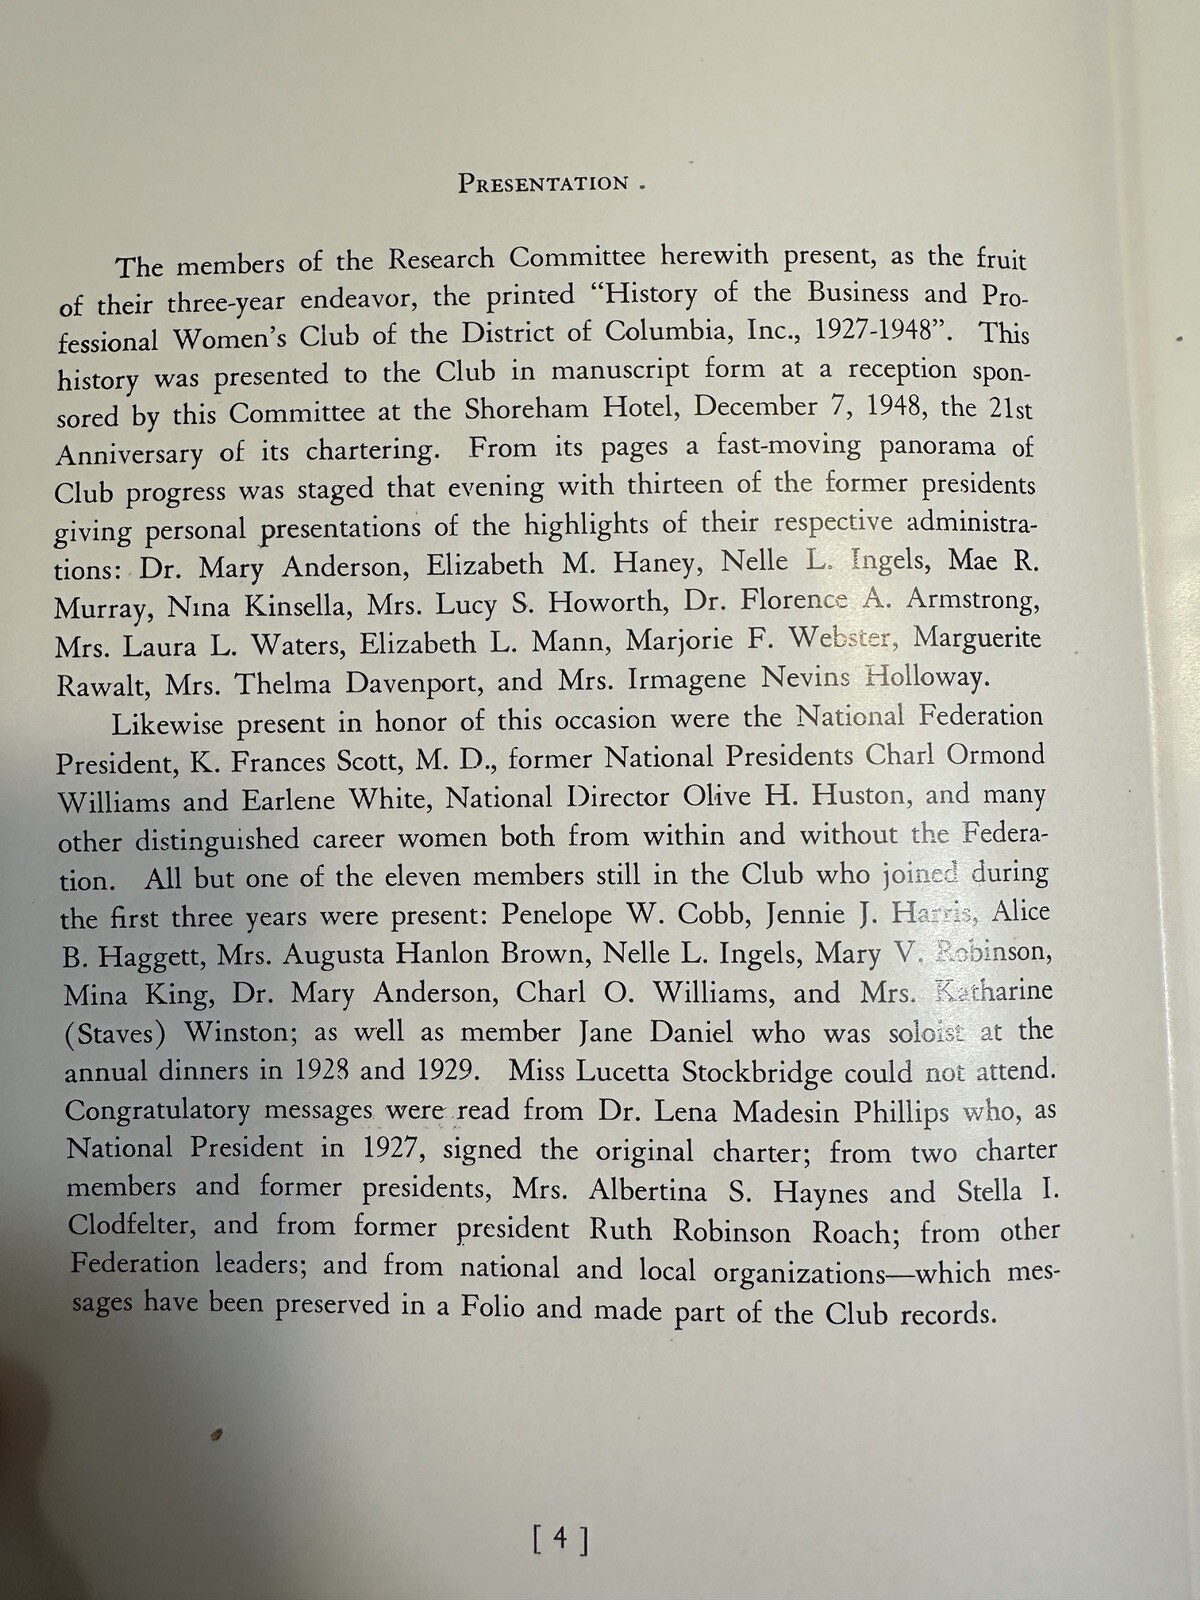 PRESENTATION .
The members of the Research Committee herewith present, as the fruit
of their three-year endeavor, the printed “History of the Business and Pro-
fessional Women’s Club of the District of Columbia, Inc., 1927-1948”. This
history was presented to the Club in manuscript form at a reception spon-
sored by this Committee at the Shoreham Hotel, December 7, 1948, the 21st
Anniversary of its chartering. From its pages a fast-moving panorama of
Club progress was staged that evening with thirteen of the former presidents
giving personal presentations of the highlights of their respective administra-
tions: Dr. Mary Anderson, Elizabeth M. Haney, Nelle L. Ingels, Mae R.
Murray, Nina Kinsella, Mrs. Lucy S. Howorth, Dr. Florence A. Armstrong,
Mrs. Laura L. Waters, Elizabeth L. Mann, Marjorie F. Webster, Marguerite
Rawalt, Mrs. Thelma Davenport, and Mrs. Irmagene Nevins Holloway.
Likewise present in honor of this occasion were the National Federation
President, K. Frances Scott, M. D., former National Presidents Charl Ormond
Williams and Earlene White, National Director Olive H. Huston, and many
other distinguished career women both from within and without the Federa-
tion. All but one of the eleven members still in the Club who joined during
the first three years were present: Penelope W. Cobb, Jennie J. Harris, Alice
B. Haggett, Mrs. Augusta Hanlon Brown, Nelle L. Ingels, Mary V. Robinson,
Mina King, Dr. Mary Anderson, Charl O. Williams, and Mrs. Katharine
(Staves) Winston; as well as member Jane Daniel who was soloist at the
annual dinners in 1928 and 1929. Miss Lucetta Stockbridge could not attend.
Congratulatory messages were read from Dr. Lena Madesin Phillips who, as
National President in 1927, signed the original charter; from two charter
members and former presidents, Mrs. Albertina S. Haynes and Stella I.
Clodfelter, and from former president Ruth Robinson Roach; from other
Federation leaders; and from national and local organizations—which mes-
sages have been preserved in a Folio and made part of the Club records.
[ 4 ]